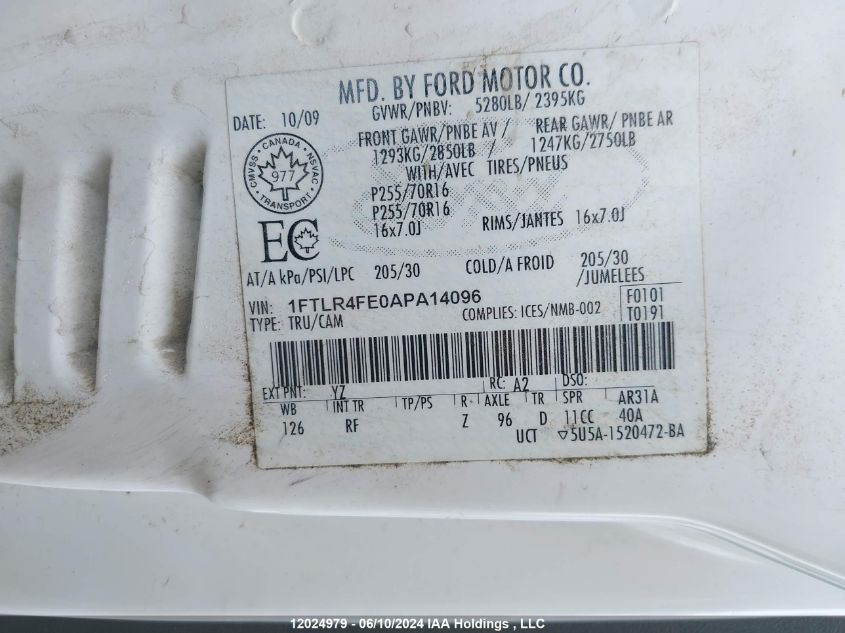 MFD. BY FORD MOTOR CO.
DATE: 10/09
GVWR/PNBV: 5280LB/ 2395KG
FRONT GAWR/PNBE AV / REAR GAWR/ PNBE AR
1293KG/2850LB / 1247KG/2750LB
WITH/AVEC TIRES/PNEUS
CANADA
CMVSS NSVAC
977
TRANSPORT
P255/70R16
P255/70R16
16x7.0J RIMS/JANTES 16x7.0J
EC
AT/A kPa/PSI/LPC 205/30 COLD/A FROID 205/30
/JUMELEES
VIN: 1FTLR4FE0APA14096
TYPE: TRU/CAM COMPLIES: ICES/NMB-002
F0101
T0191
EXT PNT: YZ RC: A2 DSO:
WB INT TR TP/PS R AXLE TR SPR AR31A
126 RF Z 96 D 11CC 40A
UCT ▽5U5A-1520472-BA
12024979 - 06/10/2024 IAA Holdings , LLC